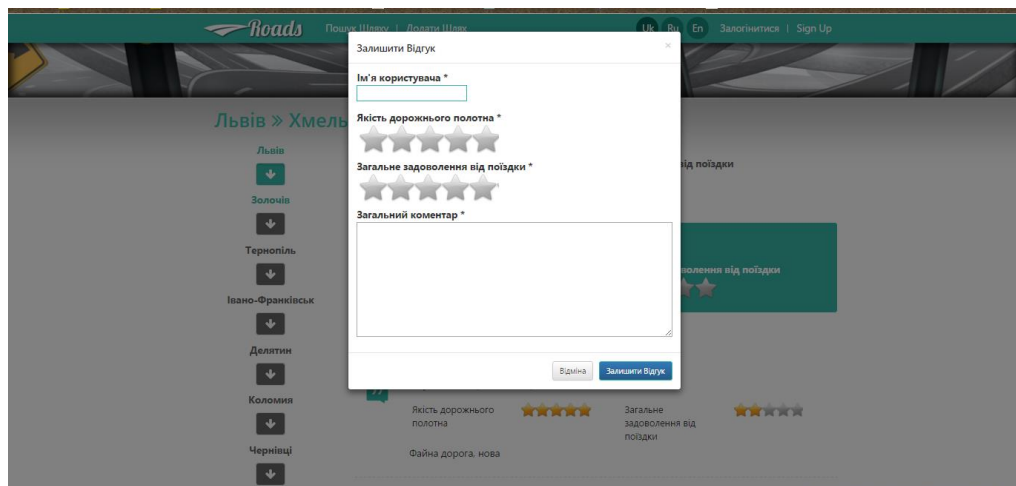 Roads
Пошук Шляху | Додати Шлях
Uk Ru En Залогінитися | Sign Up
Залишити Відгук ×
Ім'я користувача *
Якість дорожнього полотна *
Загальне задоволення від поїздки *
Загальний коментар *
Відміна Залишити Відгук
Львів » Хмель
Львів
Золочів
Тернопіль
Івано-Франківськ
Делятин
Коломия
Чернівці
від поїздки
волення від поїздки
Якість дорожнього
полотна
Загальне
задоволення від
поїздки
Файна дорога, нова